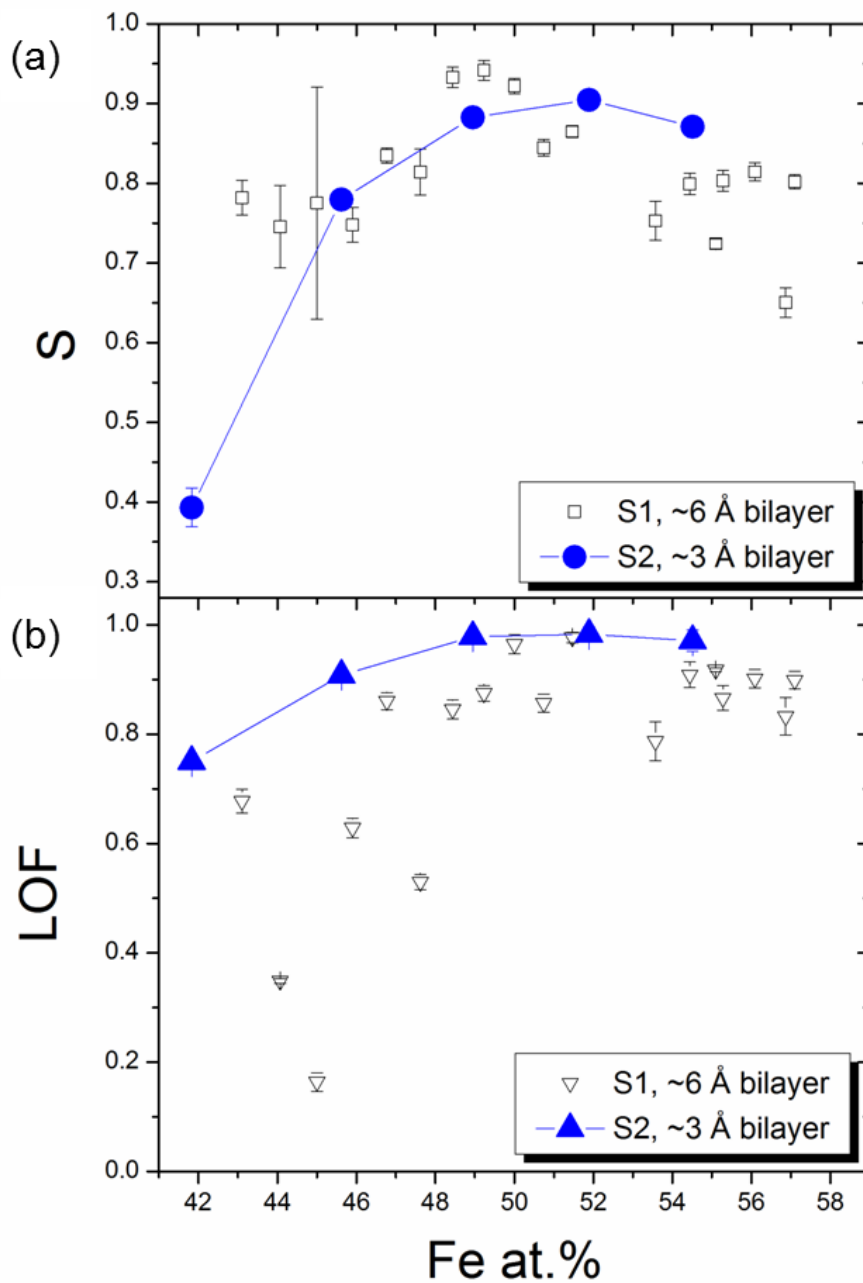 (a)
S
1.0
0.9
0.8
0.7
0.6
0.5
0.4
0.3
S1, ~6 Å bilayer
S2, ~3 Å bilayer
(b)
LOF
1.0
0.8
0.6
0.4
0.2
0.0
S1, ~6 Å bilayer
S2, ~3 Å bilayer
42 44 46 48 50 52 54 56 58
Fe at.%